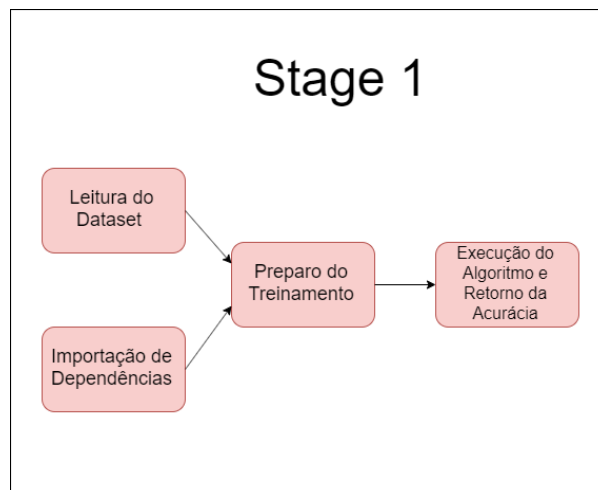 Stage 1
Leitura do
Dataset
Preparo do
Treinamento
Execução do
Algoritmo e
Retorno da
Acurácia
Importação de
Dependências